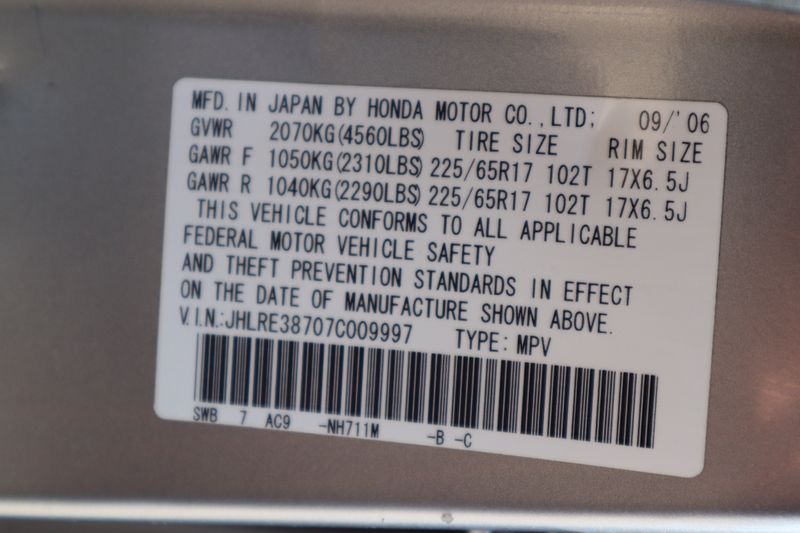 MFD. IN JAPAN BY HONDA MOTOR CO.,LTD; 09/'06
GVWR 2070KG(4560LBS) TIRE SIZE RIM SIZE
GAWR F 1050KG(2310LBS) 225/65R17 102T 17X6.5J
GAWR R 1040KG(2290LBS) 225/65R17 102T 17X6.5J
THIS VEHICLE CONFORMS TO ALL APPLICABLE
FEDERAL MOTOR VEHICLE SAFETY
AND THEFT PREVENTION STANDARDS IN EFFECT
ON THE DATE OF MANUFACTURE SHOWN ABOVE.
V.I.N.:JHLRE38707C009997 TYPE: MPV
SWB 7 AC9 -NH711M -B -C